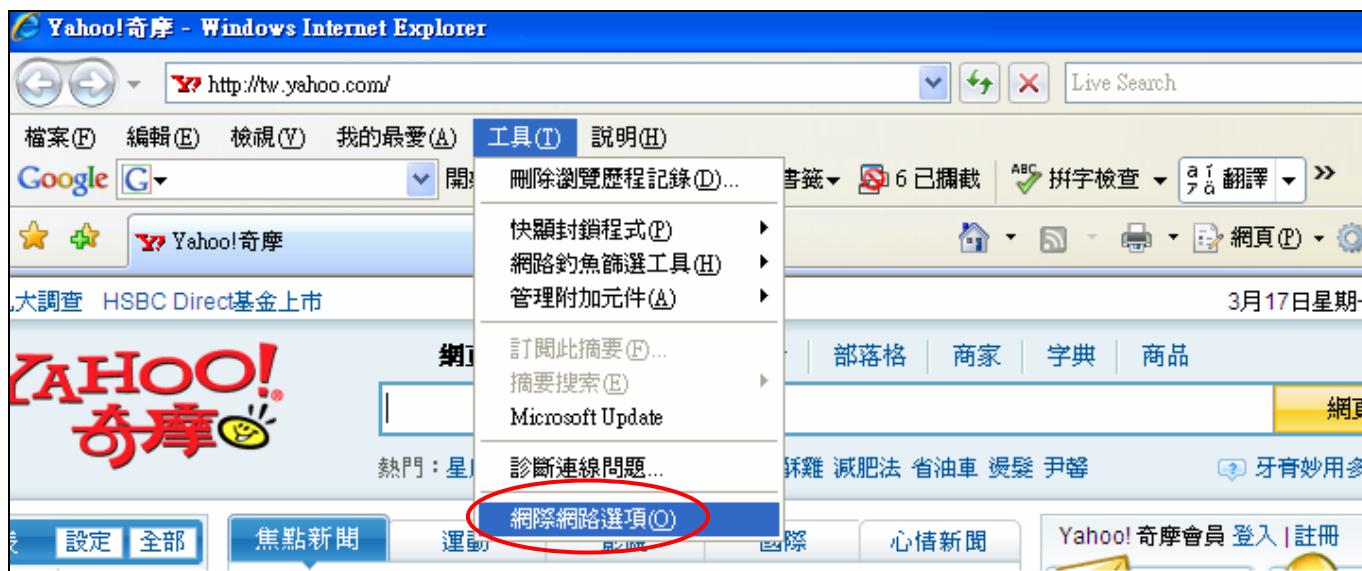 Yahoo!奇摩 - Windows Internet Explorer
http://tw.yahoo.com/ Live Search
檔案(F) 編輯(E) 檢視(V) 我的最愛(A) 工具(T) 說明(H)
Google G 書籤 6 已攔截 ABC 拼字檢查 翻譯 »
Yahoo!奇摩 網頁(P)
刪除瀏覽歷程記錄(D)...
快顯封鎖程式(P)
網路釣魚篩選工具(H)
管理附加元件(A)
訂閱此摘要(F)...
摘要搜索(E)
Microsoft Update
診斷連線問題...
網際網路選項(O)
大調查 HSBC Direct基金上市 3月17日星期
YAHOO!
奇摩
部落格 商家 字典 商品
熱門：星 酥雞 減肥法 省油車 燙髮 尹馨 牙膏妙用多
設定 全部 焦點新聞 運動 國際 心情新聞 Yahoo! 奇摩會員 登入 | 註冊